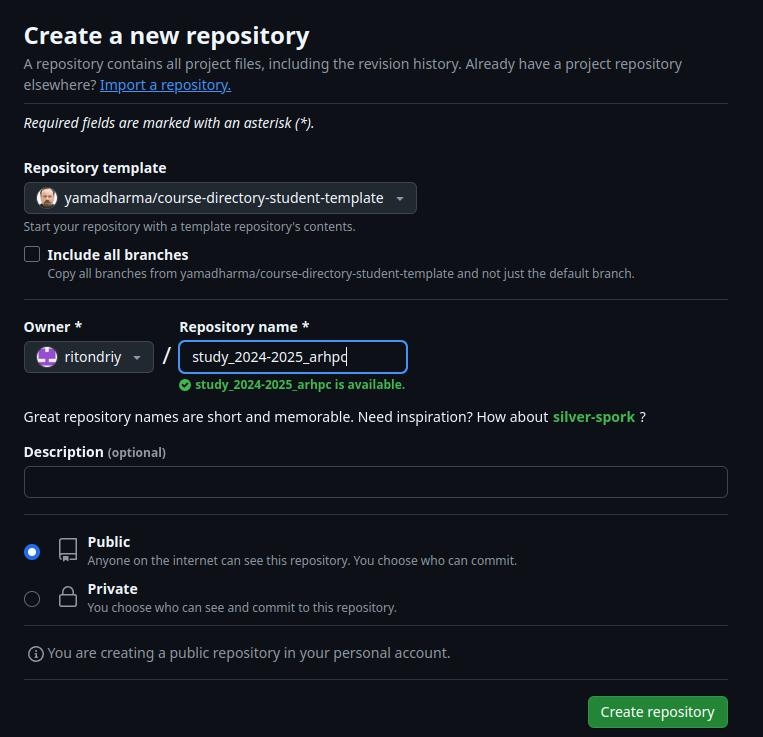 Create a new repository
A repository contains all project files, including the revision history. Already have a project repository
elsewhere? Import a repository.
Required fields are marked with an asterisk (*).
Repository template
yamadharma/course-directory-student-template
Start your repository with a template repository's contents.
Include all branches
Copy all branches from yamadharma/course-directory-student-template and not just the default branch.
Owner * Repository name *
ritondriy / study_2024-2025_arhpc
study_2024-2025_arhpc is available.
Great repository names are short and memorable. Need inspiration? How about silver-spork ?
Description (optional)
Public
Anyone on the internet can see this repository. You choose who can commit.
Private
You choose who can see and commit to this repository.
You are creating a public repository in your personal account.
Create repository